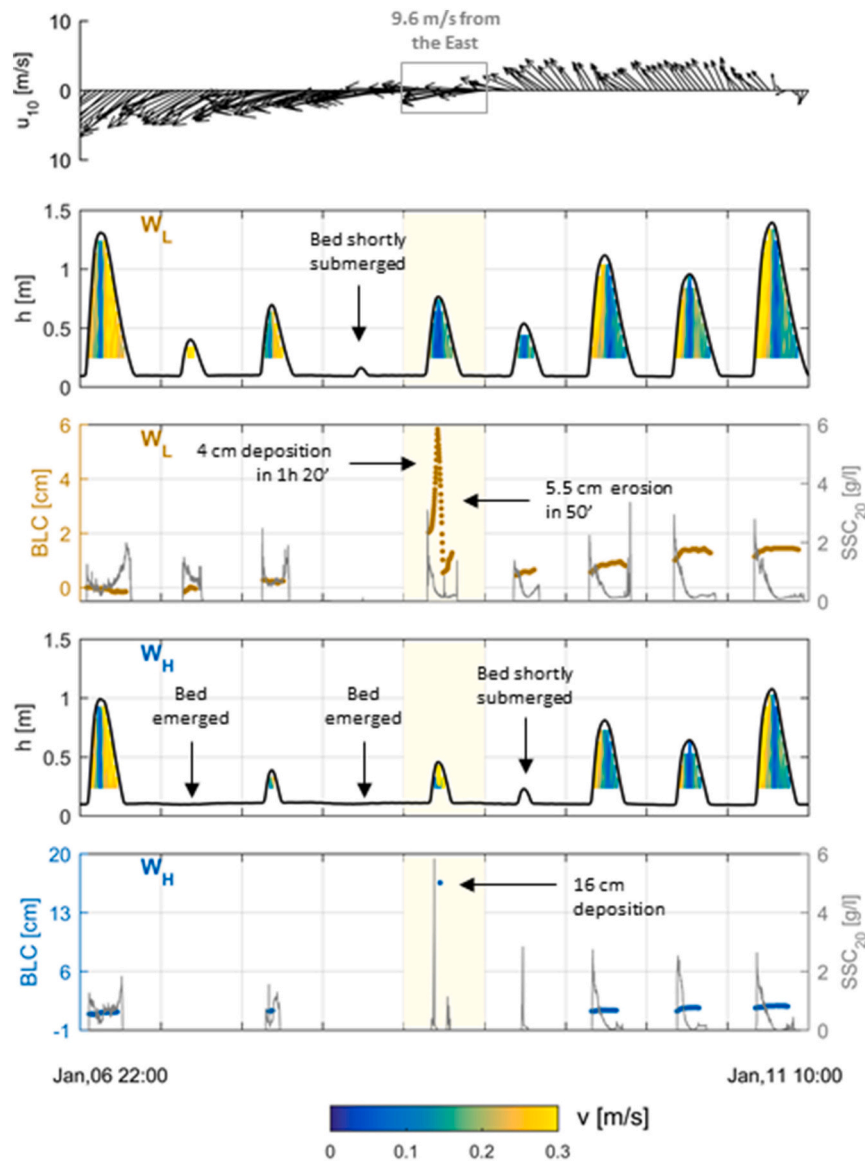 9.6 m/s from
the East
10
0
10
u10 [m/s]
1.5
1
0.5
0
h [m]
WL
Bed shortly
submerged
6
4
2
0
BLC [cm]
WL
4 cm deposition
in 1h 20'
5.5 cm erosion
in 50'
6
4
2
0
SSC20 [g/l]
1.5
1
0.5
0
h [m]
WH
Bed
emerged
Bed
emerged
Bed shortly
submerged
20
13
6
-1
BLC [cm]
WH
16 cm
deposition
6
4
2
0
SSC20 [g/l]
Jan,06 22:00
Jan,11 10:00
v [m/s]
0
0.1
0.2
0.3